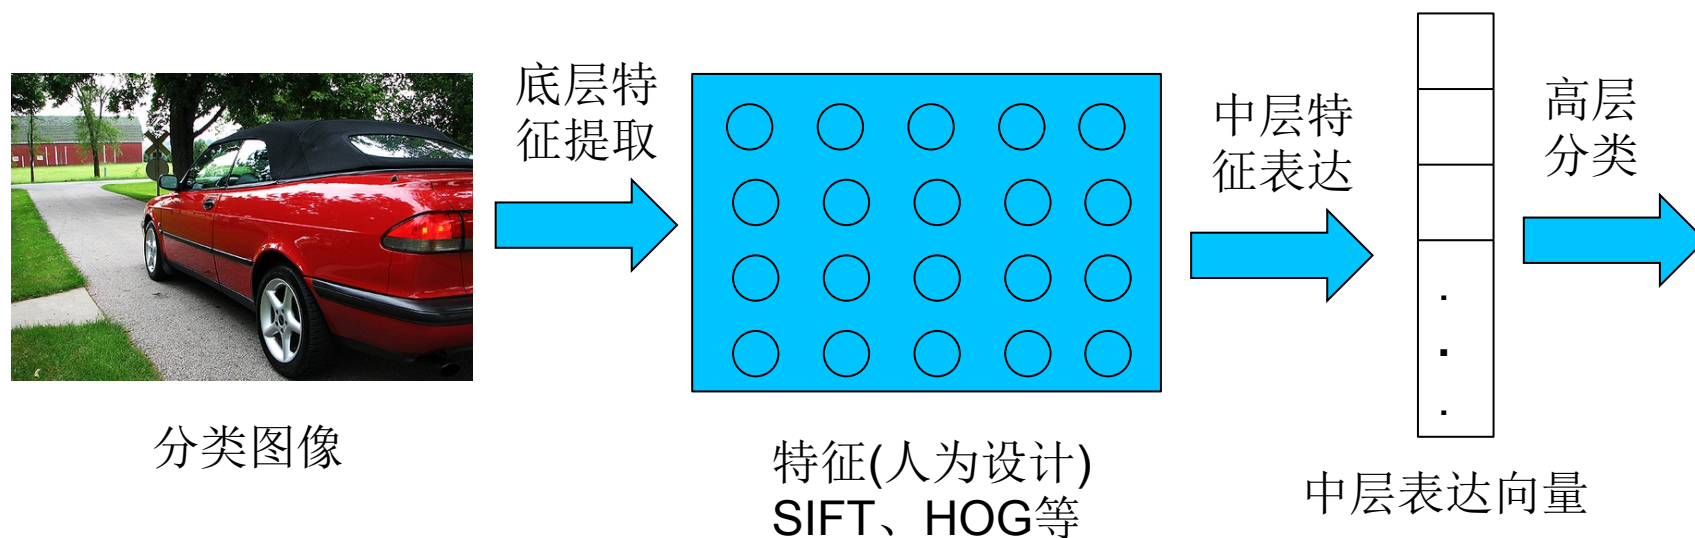 底层特
征提取
中层特
征表达
高层
分类
分类图像
特征(人为设计)
SIFT、HOG等
中层表达向量